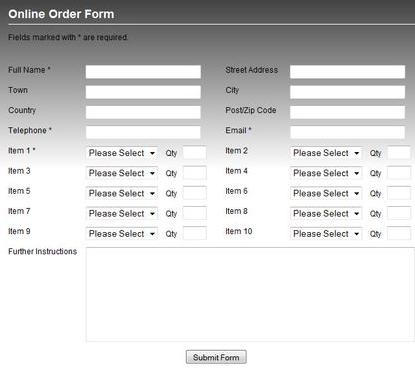 Online Order Form
Fields marked with * are required.
Full Name * Street Address
Town City
Country Post/Zip Code
Telephone * Email *
Item 1 * Please Select Qty Item 2 Please Select Qty
Item 3 Please Select Qty Item 4 Please Select Qty
Item 5 Please Select Qty Item 6 Please Select Qty
Item 7 Please Select Qty Item 8 Please Select Qty
Item 9 Please Select Qty Item 10 Please Select Qty
Further Instructions
Submit Form